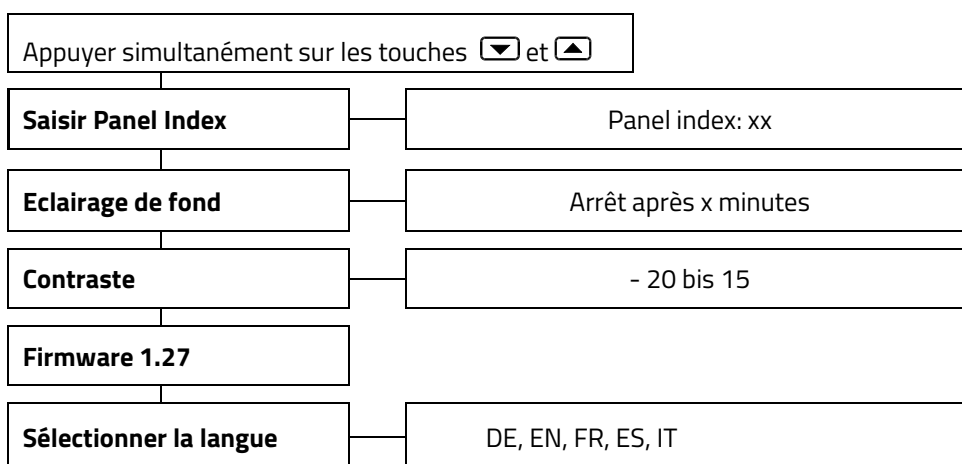 Appuyer simultanément sur les touches et
Saisir Panel Index
Panel index: xx
Eclairage de fond
Arrêt après x minutes
Contraste
- 20 bis 15
Firmware 1.27
Sélectionner la langue
DE, EN, FR, ES, IT